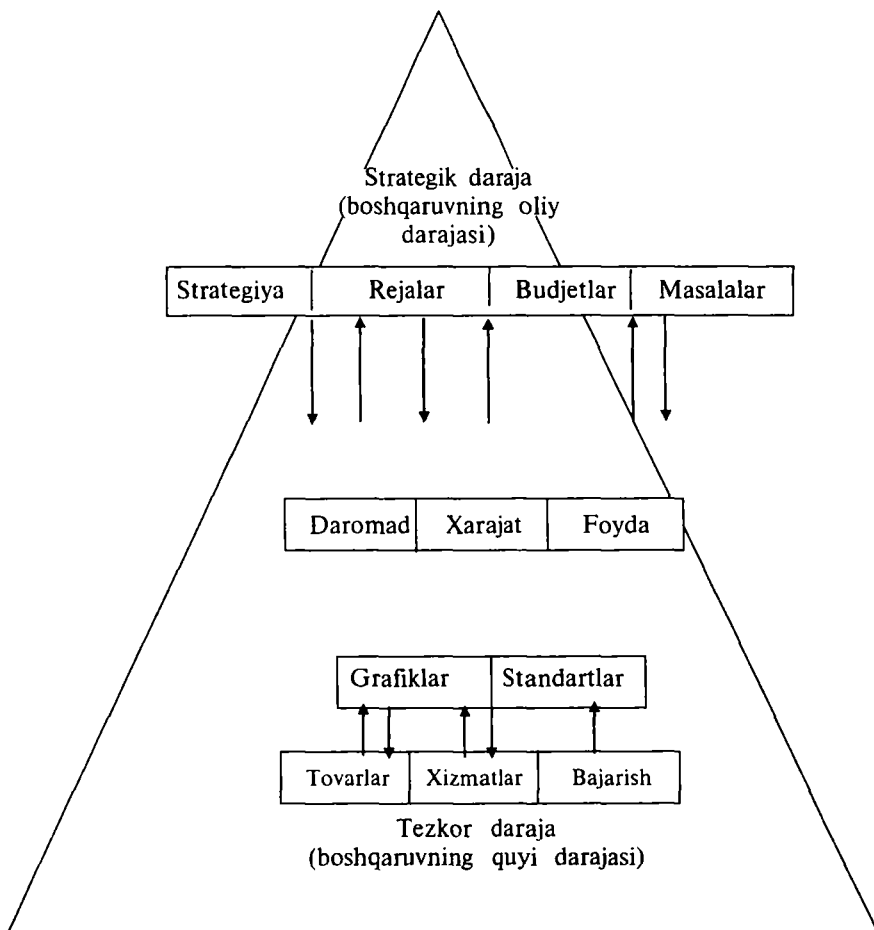 Strategik daraja
(boshqaruvning oliy
darajasi)
Strategiya Rejalar Budjetlar Masalalar
Daromad Xarajat Foyda
Grafiklar Standartlar
Tovarlar Xizmatlar Bajarish
Tezkor daraja
(boshqaruvning quyi darajasi)